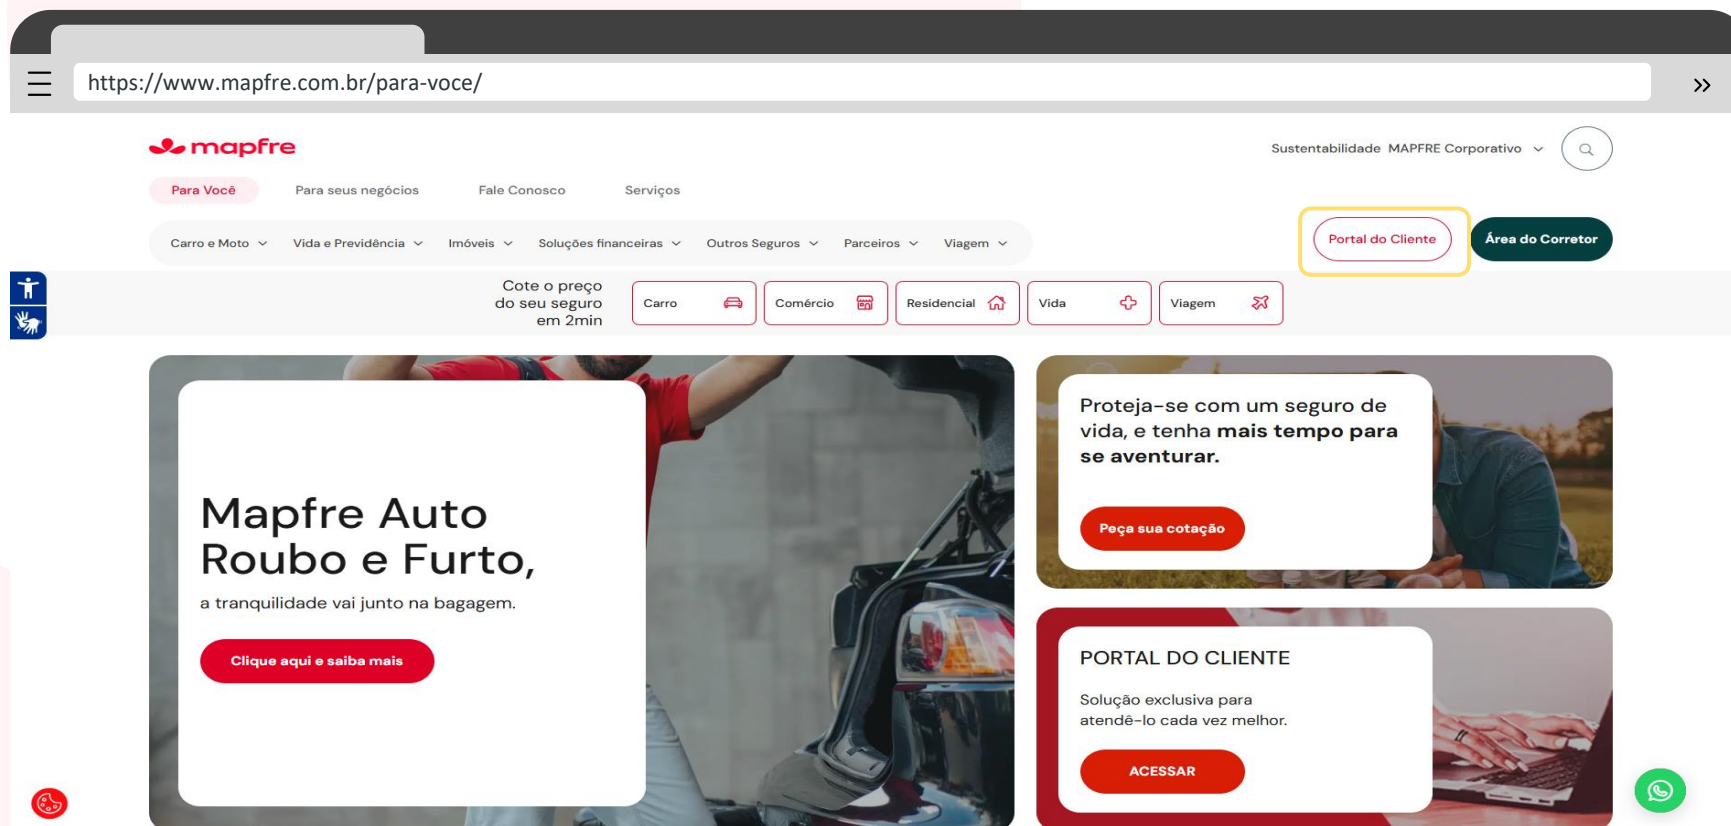 https://www.mapfre.com.br/para-voce/
mapfre
Sustentabilidade MAPFRE Corporativo
Para Você Para seus negócios Fale Conosco Serviços
Carro e Moto Vida e Previdência Imóveis Soluções financeiras Outros Seguros Parceiros Viagem
Portal do Cliente
Área do Corretor
Cote o preço
do seu seguro
em 2min
Carro Comércio Residencial Vida Viagem
Mapfre Auto
Roubo e Furto,
a tranquilidade vai junto na bagagem.
Clique aqui e saiba mais
Proteja-se com um seguro de
vida, e tenha mais tempo para
se aventurar.
Peça sua cotação
PORTAL DO CLIENTE
Solução exclusiva para
atendê-lo cada vez melhor.
ACESSAR